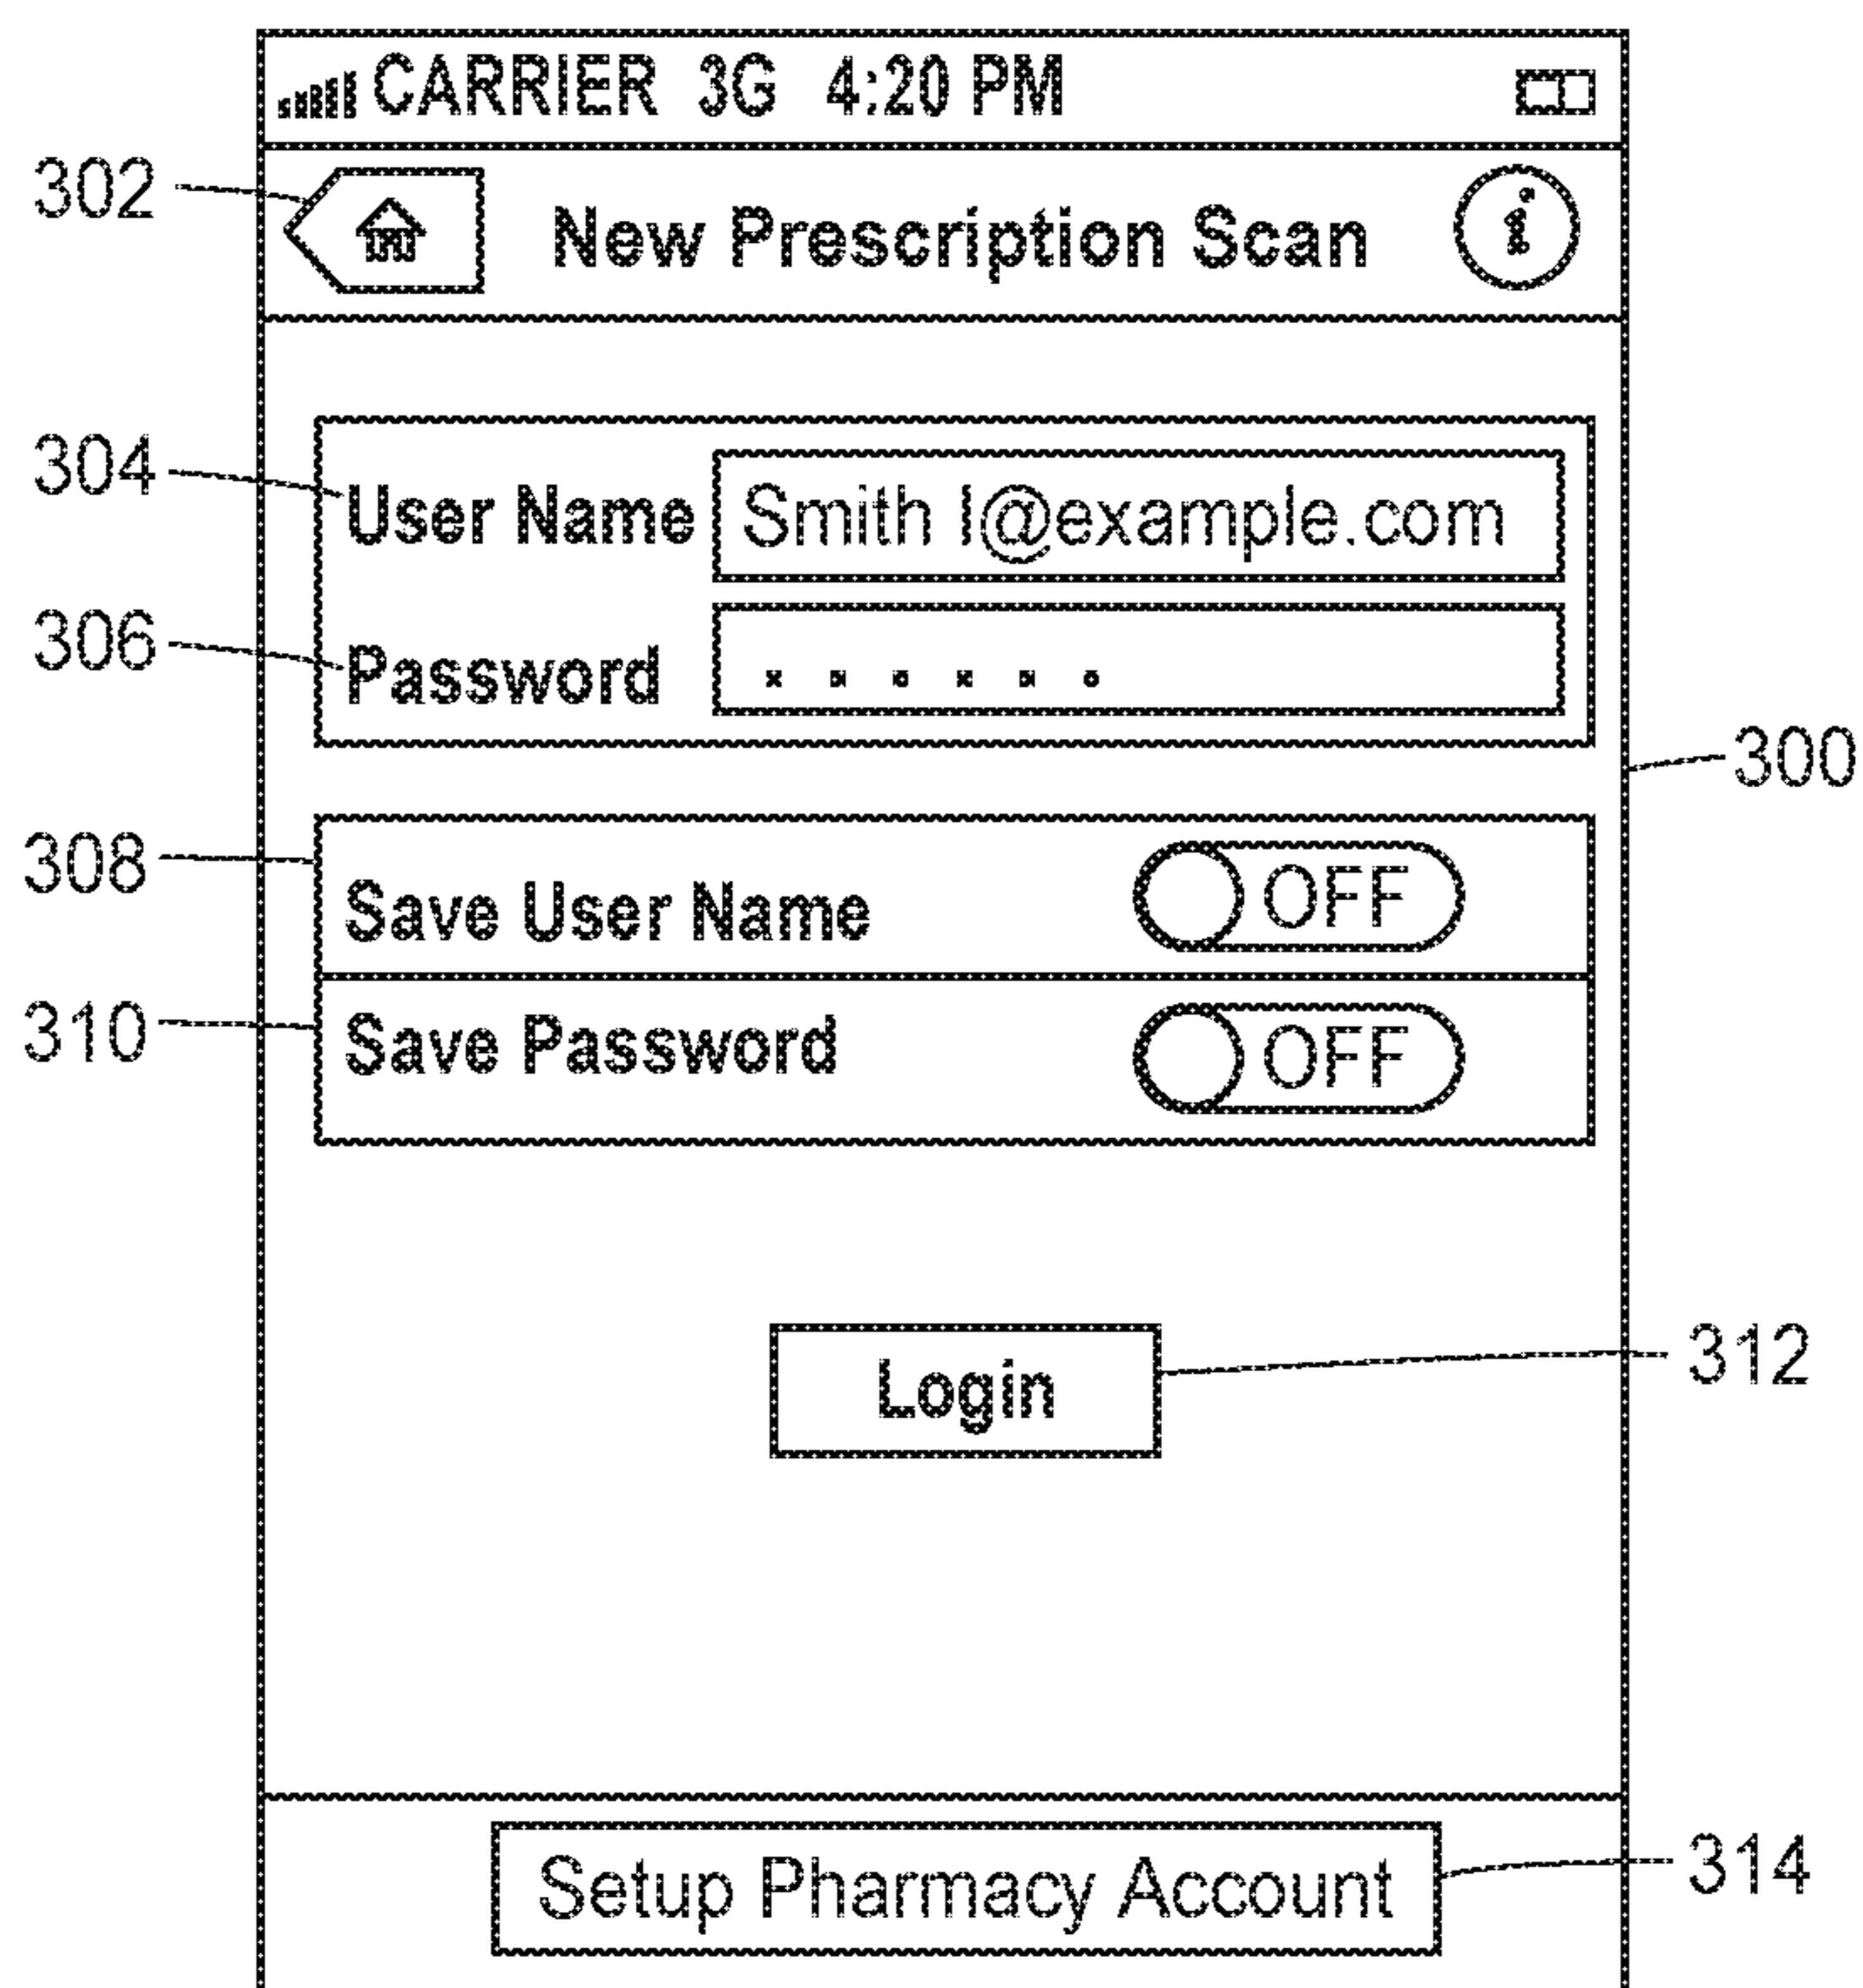 CARRIER 3G 4:20 PM
302
New Prescription Scan
i
304
User Name Smith I@example.com
306
Password ......
300
308
Save User Name OFF
310
Save Password OFF
Login 312
Setup Pharmacy Account 314